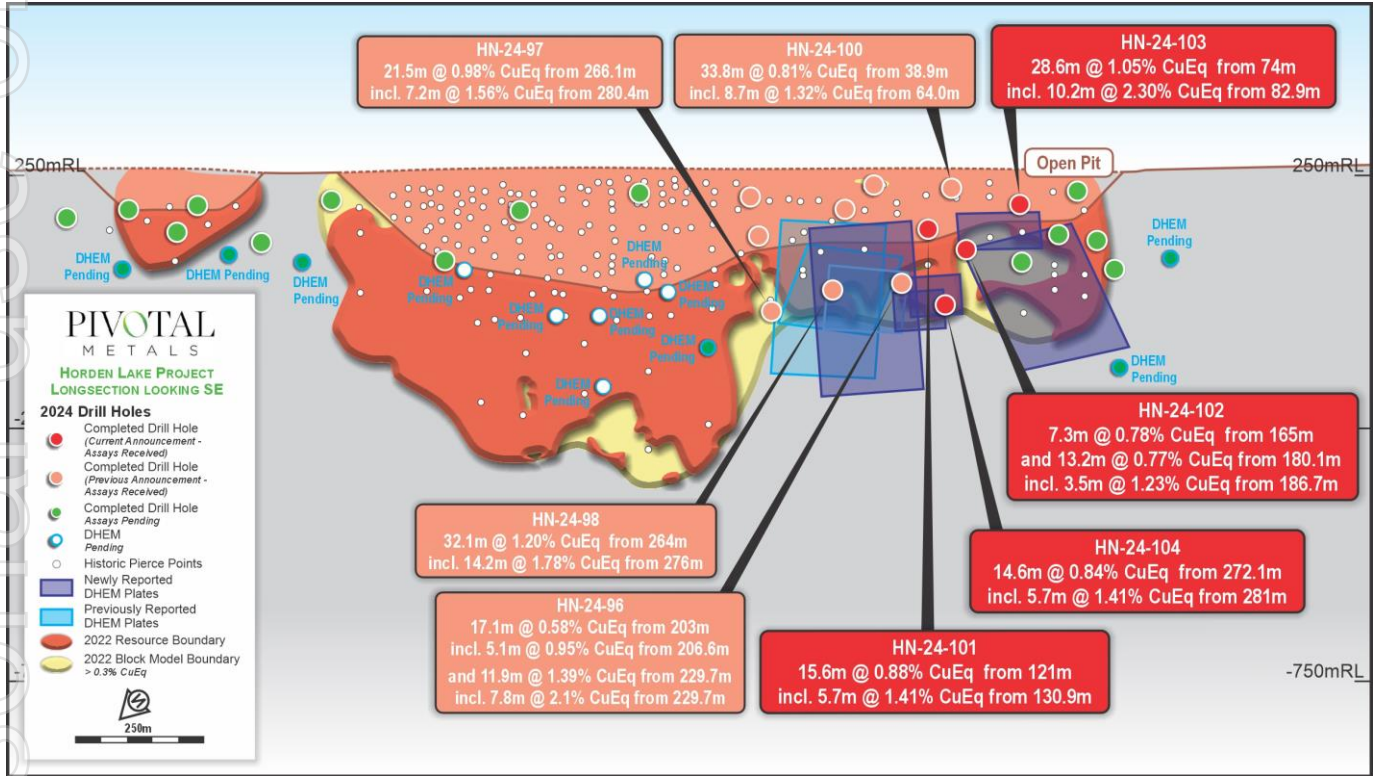 HN-24-97
21.5m @ 0.98% CuEq from 266.1m
incl. 7.2m @ 1.56% CuEq from 280.4m
HN-24-100
33.8m @ 0.81% CuEq from 38.9m
incl. 8.7m @ 1.32% CuEq from 64.0m
HN-24-103
28.6m @ 1.05% CuEq from 74m
incl. 10.2m @ 2.30% CuEq from 82.9m
250mRL
Open Pit
250mRL
DHEM
Pending
DHEM Pending
DHEM
Pending
DHEM
Pending
DHEM
Pending
DHEM
Pending
DHEM
Pending
DHEM
Pending
DHEM
Pending
DHEM
Pending
DHEM
Pending
PIVOTAL
METALS
HORDEN LAKE PROJECT
LONGSECTION LOOKING SE
2024 Drill Holes
Completed Drill Hole
(Current Announcement -
Assays Received)
Completed Drill Hole
(Previous Announcement -
Assays Received)
Completed Drill Hole
Assays Pending
DHEM
Pending
Historic Pierce Points
Newly Reported
DHEM Plates
Previously Reported
DHEM Plates
2022 Resource Boundary
2022 Block Model Boundary
> 0.3% CuEq
250m
HN-24-102
7.3m @ 0.78% CuEq from 165m
and 13.2m @ 0.77% CuEq from 180.1m
incl. 3.5m @ 1.23% CuEq from 186.7m
HN-24-98
32.1m @ 1.20% CuEq from 264m
incl. 14.2m @ 1.78% CuEq from 276m
HN-24-104
14.6m @ 0.84% CuEq from 272.1m
incl. 5.7m @ 1.41% CuEq from 281m
HN-24-96
17.1m @ 0.58% CuEq from 203m
incl. 5.1m @ 0.95% CuEq from 206.6m
and 11.9m @ 1.39% CuEq from 229.7m
incl. 7.8m @ 2.1% CuEq from 229.7m
HN-24-101
15.6m @ 0.88% CuEq from 121m
incl. 5.7m @ 1.41% CuEq from 130.9m
-750mRL